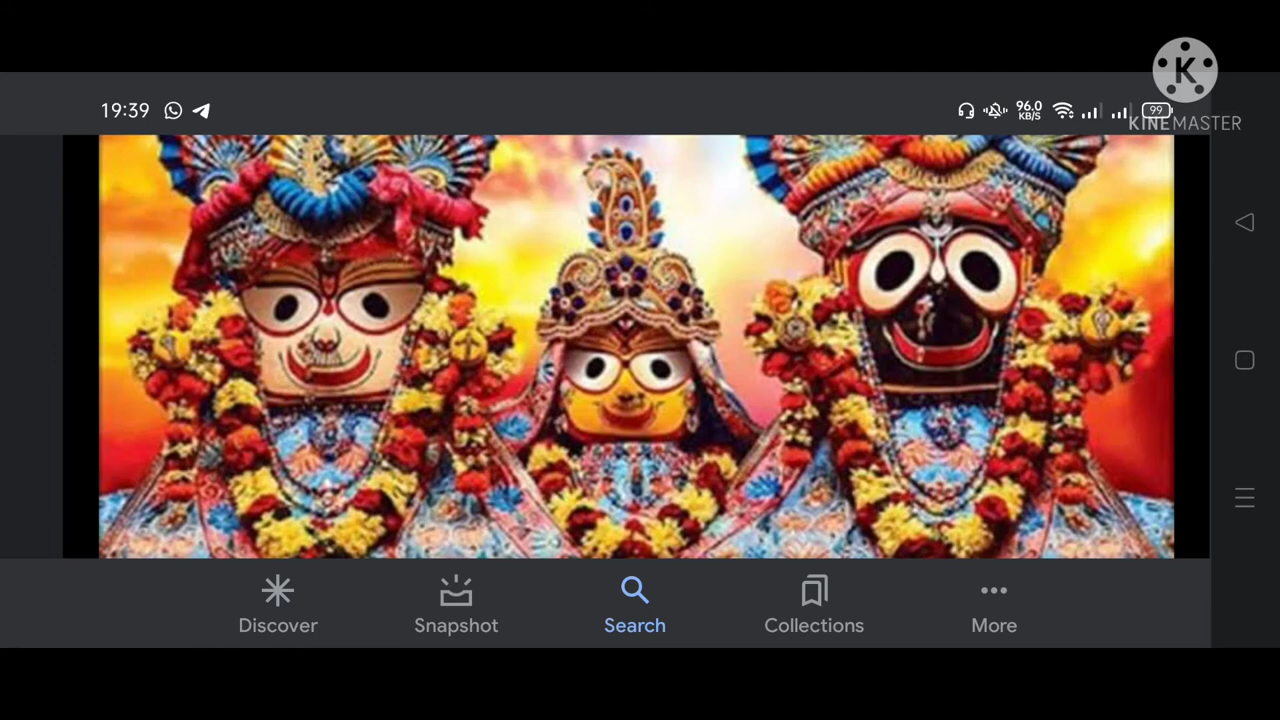 19:39
96.0
KB/S
99
K
KINEMASTER
Discover
Snapshot
Search
Collections
More